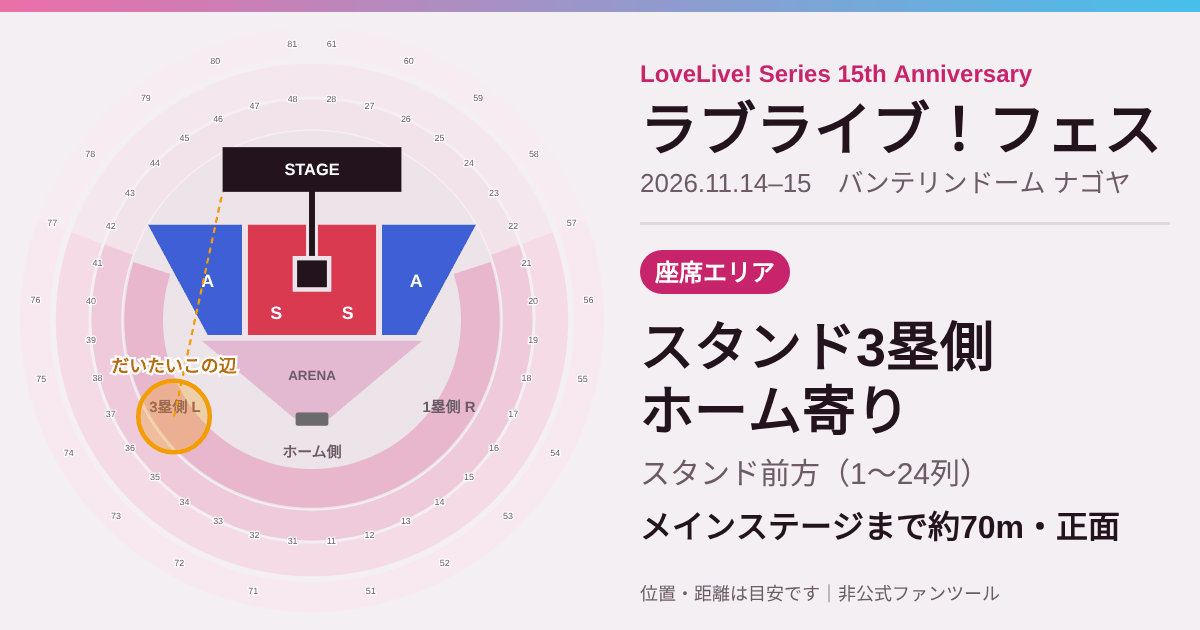 LoveLive! Series 15th Anniversary
ラブライブ！フェス
2026.11.14–15　バンテリンドーム ナゴヤ
座席エリア
スタンド3塁側
ホーム寄り
スタンド前方（1〜24列）
メインステージまで約70m・正面
位置・距離は目安です｜非公式ファンツール
81 61
80 60
79 59
48 28
47 27
46 26
45 25
78 58
44 24
STAGE
43 23
77 57
42 22
41 21
A A
76 56
40 20
S S
39 19
だいたいこの辺
ARENA
75 55
38 18
3塁側 L
1塁側 R
37 17
ホーム側
36 16
74 54
35 15
34 14
73 53
33 13
32 12
31 11
72 52
71 51